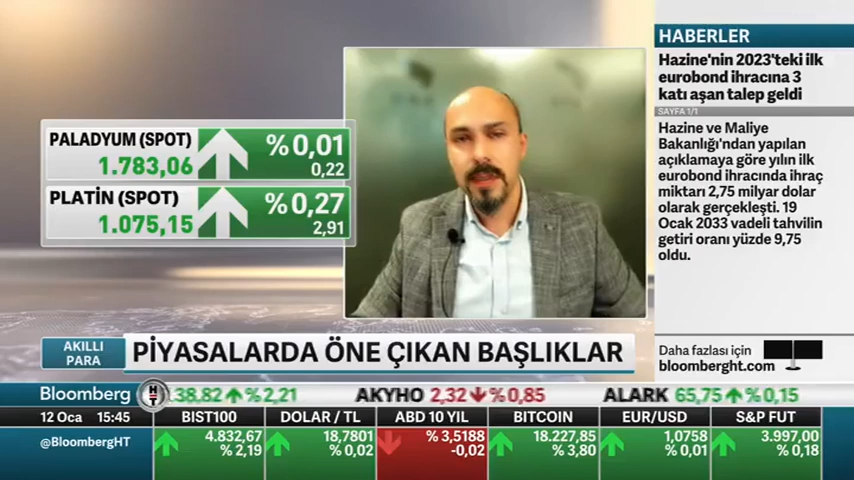 PALADYUM (SPOT)
1.783,06
%0,01
0,22
PLATİN (SPOT)
1.075,15
%0,27
2,91
HABERLER
Hazine'nin 2023'teki ilk
eurobond ihracına 3
katı aşan talep geldi
SAYFA 1/1
Hazine ve Maliye
Bakanlığı'ndan yapılan
açıklamaya göre yılın ilk
eurobond ihracında ihraç
miktarı 2,75 milyar dolar
olarak gerçekleşti. 19
Ocak 2033 vadeli tahvilin
getiri oranı yüzde 9,75
oldu.
Daha fazlası için
bloomberght.com
AKILLI
PARA
PİYASALARDA ÖNE ÇIKAN BAŞLIKLAR
Bloomberg HT 38.82 %2,21 AKYHO 2,32 %0,85 ALARK 65,75 %0,15
12 Oca 15:45
@BloombergHT
BIST100
4.832,67
% 2,19
DOLAR / TL
18,7801
% 0,02
ABD 10 YIL
% 3,5188
-0,02
BITCOIN
18.227,85
% 3,80
EUR/USD
1,0758
% 0,01
S&P FUT
3.997,00
% 0,18